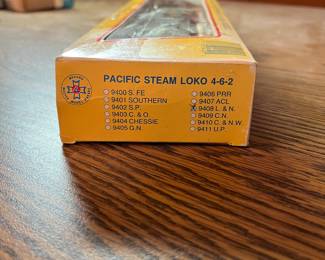 PACIFIC STEAM LOKO 4-6-2
9400 S. FE
9401 SOUTHERN
9402 S.P.
9403 C. & O.
9404 CHESSIE
9405 G.N.
9406 PRR
9407 ACL
9408 L. & N.
9409 C.N.
9410 C. & N W
9411 U.P.